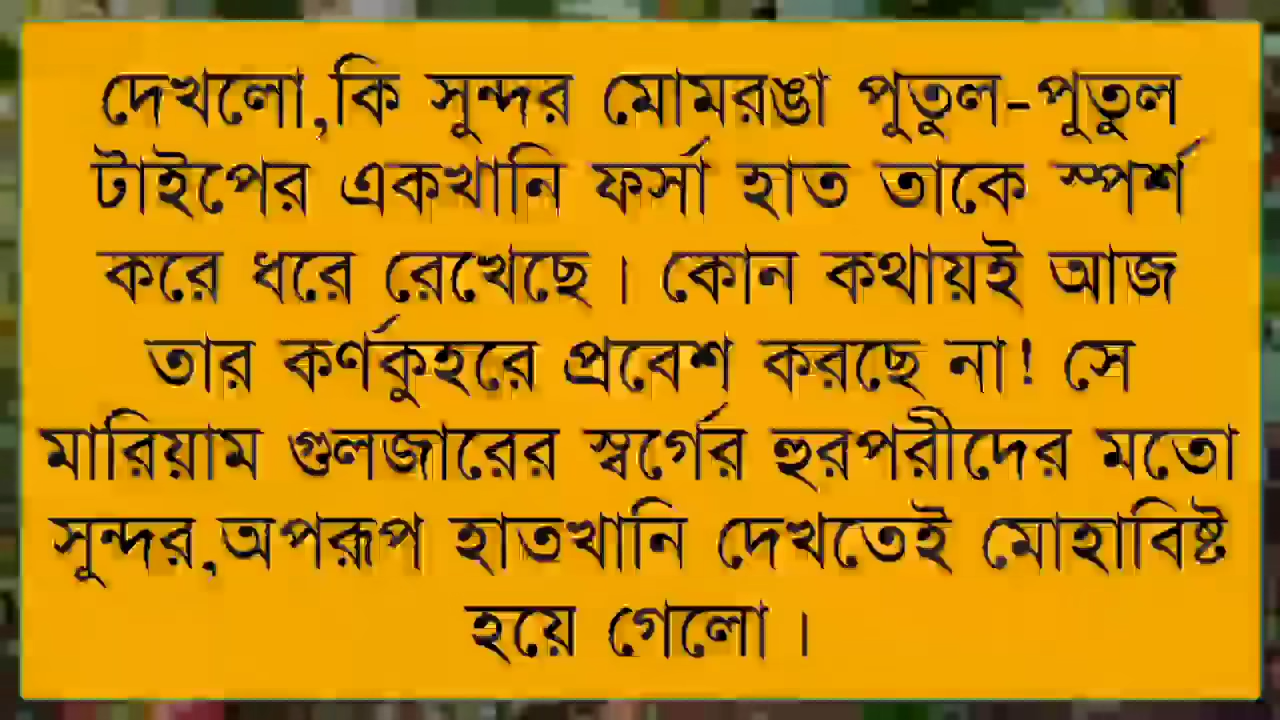 দেখলো,কি সুন্দর মোমরঙা পুতুল-পুতুল
টাইপের একখানি ফর্সা হাত তাকে স্পর্শ
করে ধরে রেখেছে। কোন কথায়ই আজ
তার কর্ণকুহরে প্রবেশ করছে না! সে
মারিয়াম গুলজারের স্বর্গের হুরপরীদের মতো
সুন্দর,অপরূপ হাতখানি দেখতেই মোহাবিষ্ট
হয়ে গেলো।